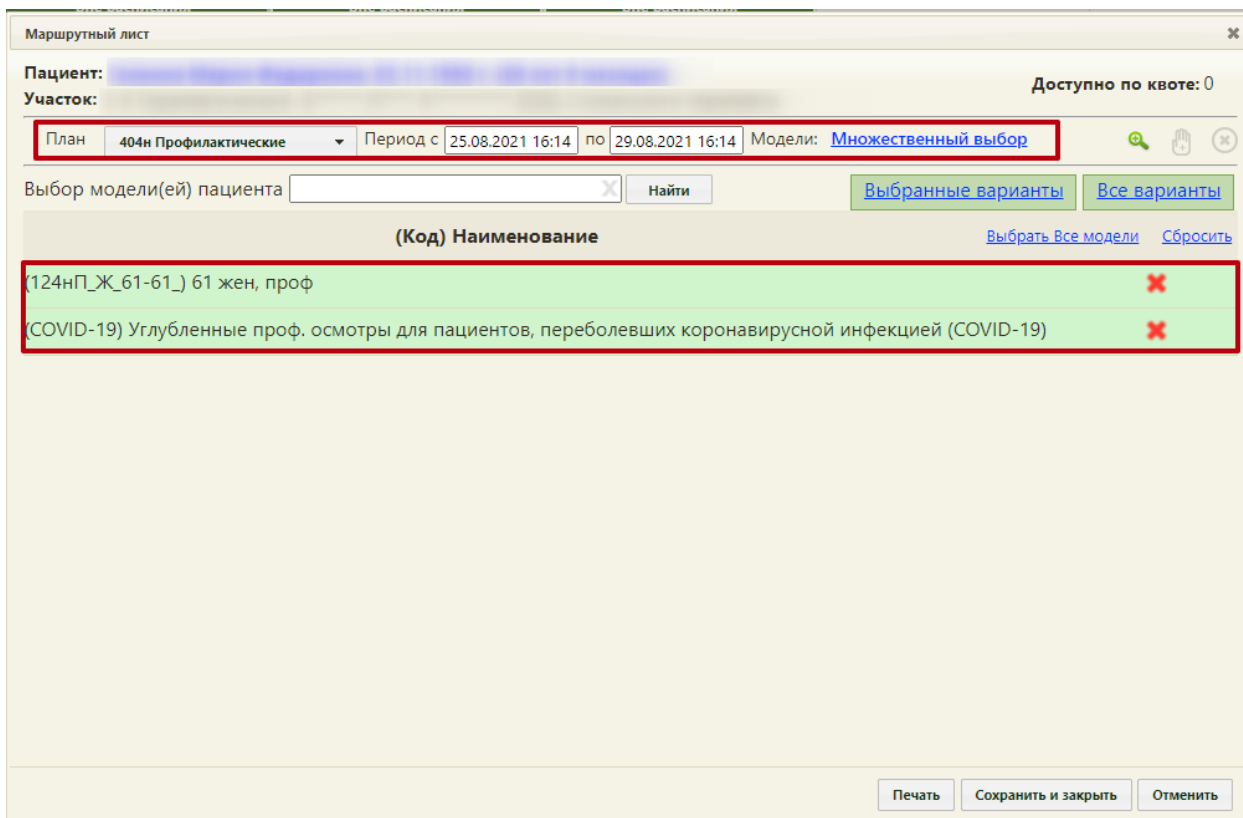 Маршрутный лист
Пациент:
Участок:
Доступно по квоте: 0
План 404н Профилактические Период с 25.08.2021 16:14 по 29.08.2021 16:14 Модели: Множественный выбор
Выбор модели(ей) пациента X Найти Выбранные варианты Все варианты
(Код) Наименование Выбрать Все модели Сбросить
(124нП_Ж_61-61_) 61 жен, проф
(COVID-19) Углубленные проф. осмотры для пациентов, переболевших коронавирусной инфекцией (COVID-19)
Печать Сохранить и закрыть Отменить